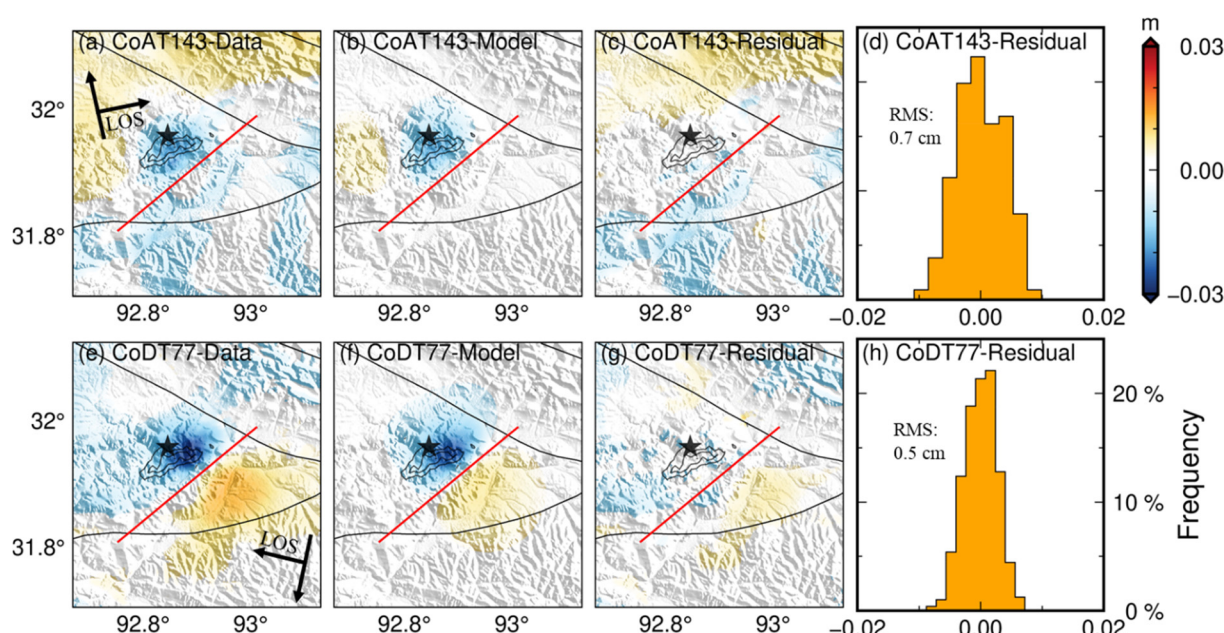 (a) CoAT143-Data
(b) CoAT143-Model
(c) CoAT143-Residual
(d) CoAT143-Residual
m
0.03
0.00
−0.03
32°
31.8°
LOS
RMS:
0.7 cm
92.8° 93°
92.8° 93°
92.8° 93°
−0.02 0.00 0.02
(e) CoDT77-Data
(f) CoDT77-Model
(g) CoDT77-Residual
(h) CoDT77-Residual
32°
31.8°
LOS
RMS:
0.5 cm
20 %
10 %
0 %
Frequency
92.8° 93°
92.8° 93°
92.8° 93°
−0.02 0.00 0.02